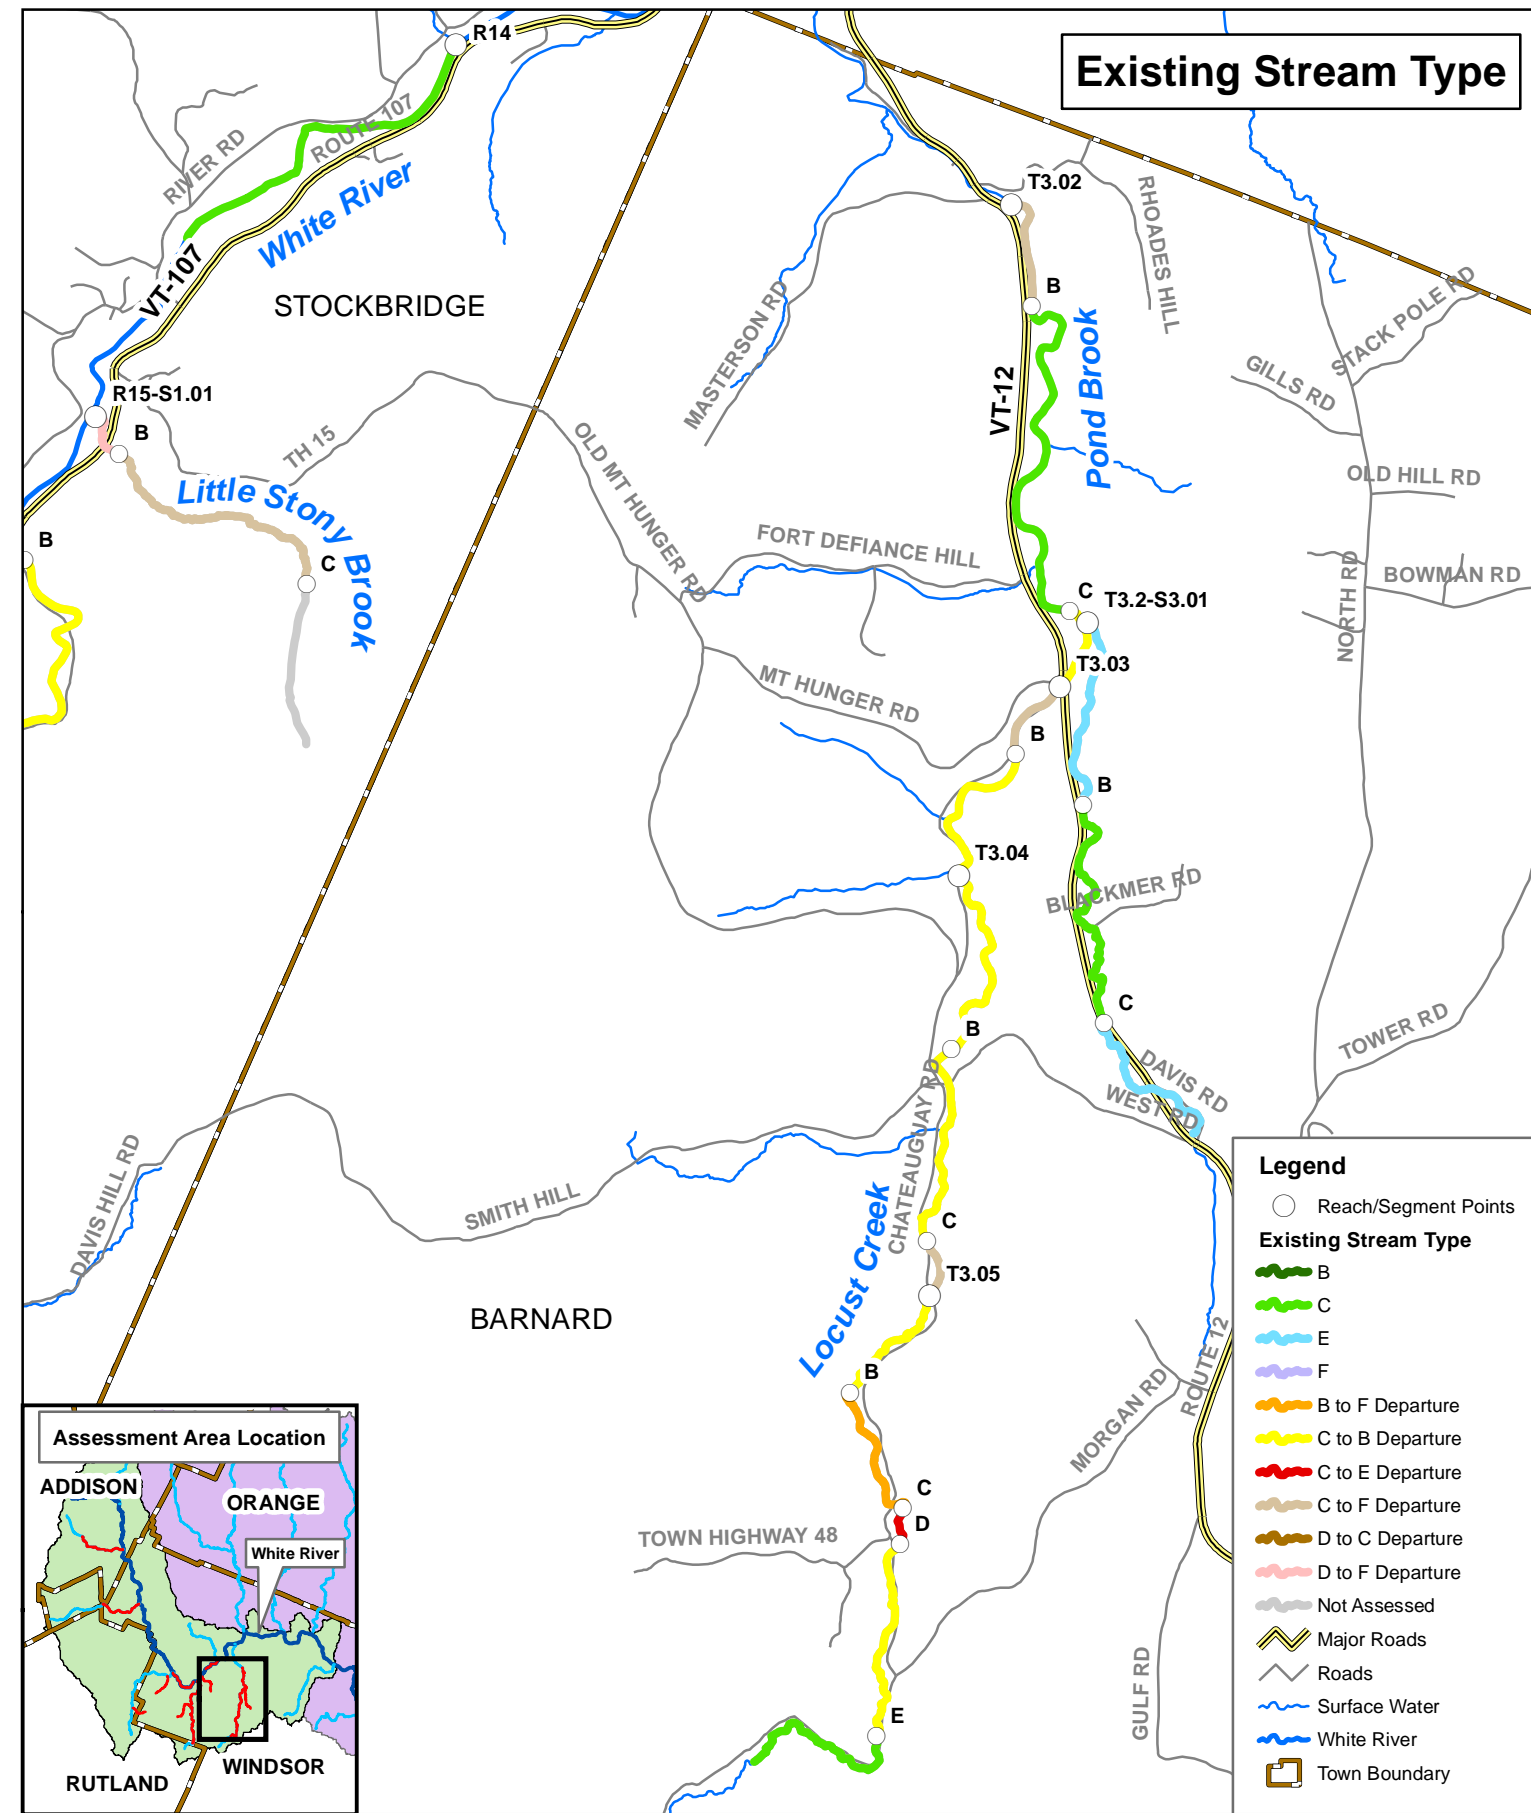 Existing Stream Type
R14
ROUTE 107
RIVER RD
White River
VT-107
STOCKBRIDGE
T3.02
RHOADES HILL
B
MASTERSON RD
Pond Brook
VT-12
STACK POLE RD
GILLS RD
R15-S1.01
B
TH 15
Little Stony Brook
OLD MT HUNGER RD
OLD HILL RD
B
C
FORT DEFIANCE HILL
NORTH RD
BOWMAN RD
C
T3.2-S3.01
T3.03
MT HUNGER RD
B
B
T3.04
BLACKMER RD
C
B
TOWER RD
DAVIS RD
WEST RD
CHATEAUGUAY RD
DAVIS HILL RD
SMITH HILL
Locust Creek
C
T3.05
BARNARD
B
MORGAN RD
ROUTE 12
C
D
TOWN HIGHWAY 48
GULF RD
E
Legend
Reach/Segment Points
Existing Stream Type
B
C
E
F
B to F Departure
C to B Departure
C to E Departure
C to F Departure
D to C Departure
D to F Departure
Not Assessed
Major Roads
Roads
Surface Water
White River
Town Boundary
Assessment Area Location
ADDISON
ORANGE
White River
WINDSOR
RUTLAND